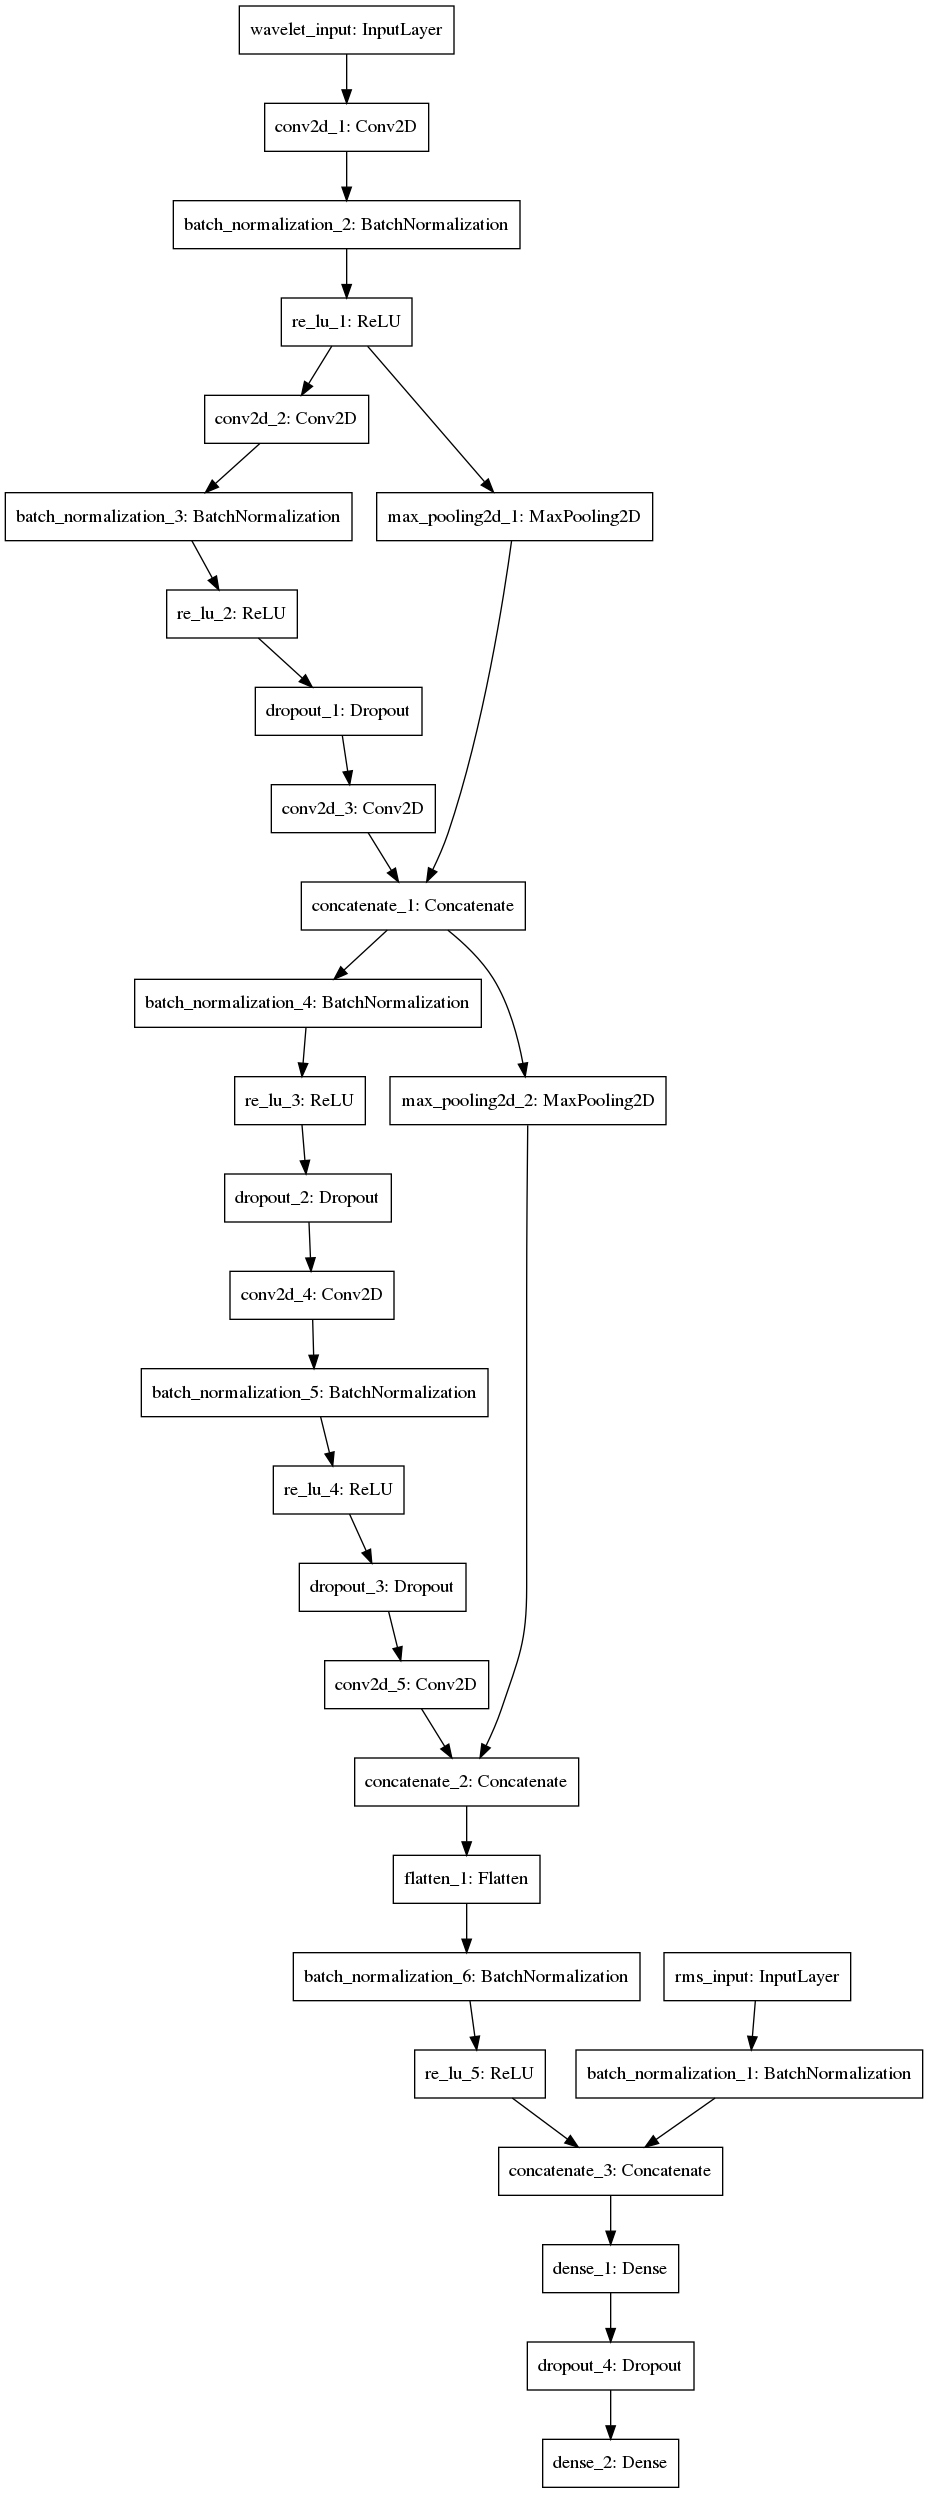 wavelet_input: InputLayer
conv2d_1: Conv2D
batch_normalization_2: BatchNormalization
re_lu_1: ReLU
conv2d_2: Conv2D
batch_normalization_3: BatchNormalization
max_pooling2d_1: MaxPooling2D
re_lu_2: ReLU
dropout_1: Dropout
conv2d_3: Conv2D
concatenate_1: Concatenate
batch_normalization_4: BatchNormalization
re_lu_3: ReLU
max_pooling2d_2: MaxPooling2D
dropout_2: Dropout
conv2d_4: Conv2D
batch_normalization_5: BatchNormalization
re_lu_4: ReLU
dropout_3: Dropout
conv2d_5: Conv2D
concatenate_2: Concatenate
flatten_1: Flatten
batch_normalization_6: BatchNormalization
rms_input: InputLayer
re_lu_5: ReLU
batch_normalization_1: BatchNormalization
concatenate_3: Concatenate
dense_1: Dense
dropout_4: Dropout
dense_2: Dense